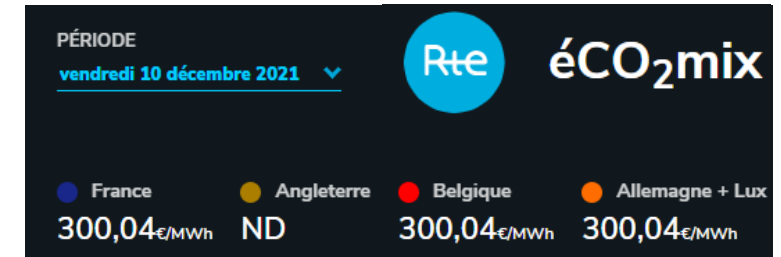 PÉRIODE
vendredi 10 décembre 2021
Rte
éCO₂mix
France
Angleterre
Belgique
Allemagne + Lux
300,04€/MWh
ND
300,04€/MWh
300,04€/MWh